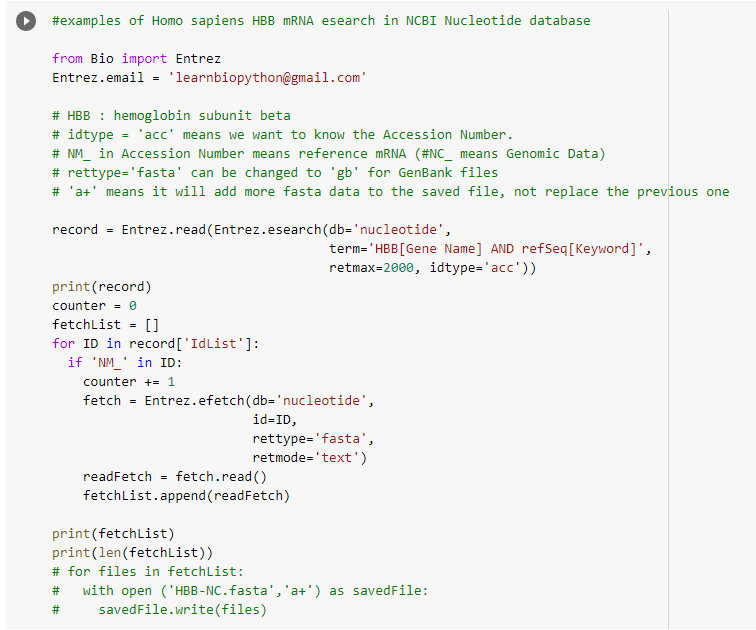 #examples of Homo sapiens HBB mRNA esearch in NCBI Nucleotide database

from Bio import Entrez
Entrez.email = 'learnbiopython@gmail.com'

# HBB : hemoglobin subunit beta
# idtype = 'acc' means we want to know the Accession Number.
# NM_ in Accession Number means reference mRNA (#NC_ means Genomic Data)
# rettype='fasta' can be changed to 'gb' for GenBank files
# 'a+' means it will add more fasta data to the saved file, not replace the previous one

record = Entrez.read(Entrez.esearch(db='nucleotide',
                                    term='HBB[Gene Name] AND refSeq[Keyword]',
                                    retmax=2000, idtype='acc'))
print(record)
counter = 0
fetchList = []
for ID in record['IdList']:
  if 'NM_' in ID:
    counter += 1
    fetch = Entrez.efetch(db='nucleotide',
                          id=ID,
                          rettype='fasta',
                          retmode='text')
    readFetch = fetch.read()
    fetchList.append(readFetch)

print(fetchList)
print(len(fetchList))
# for files in fetchList:
#   with open ('HBB-NC.fasta','a+') as savedFile:
#     savedFile.write(files)